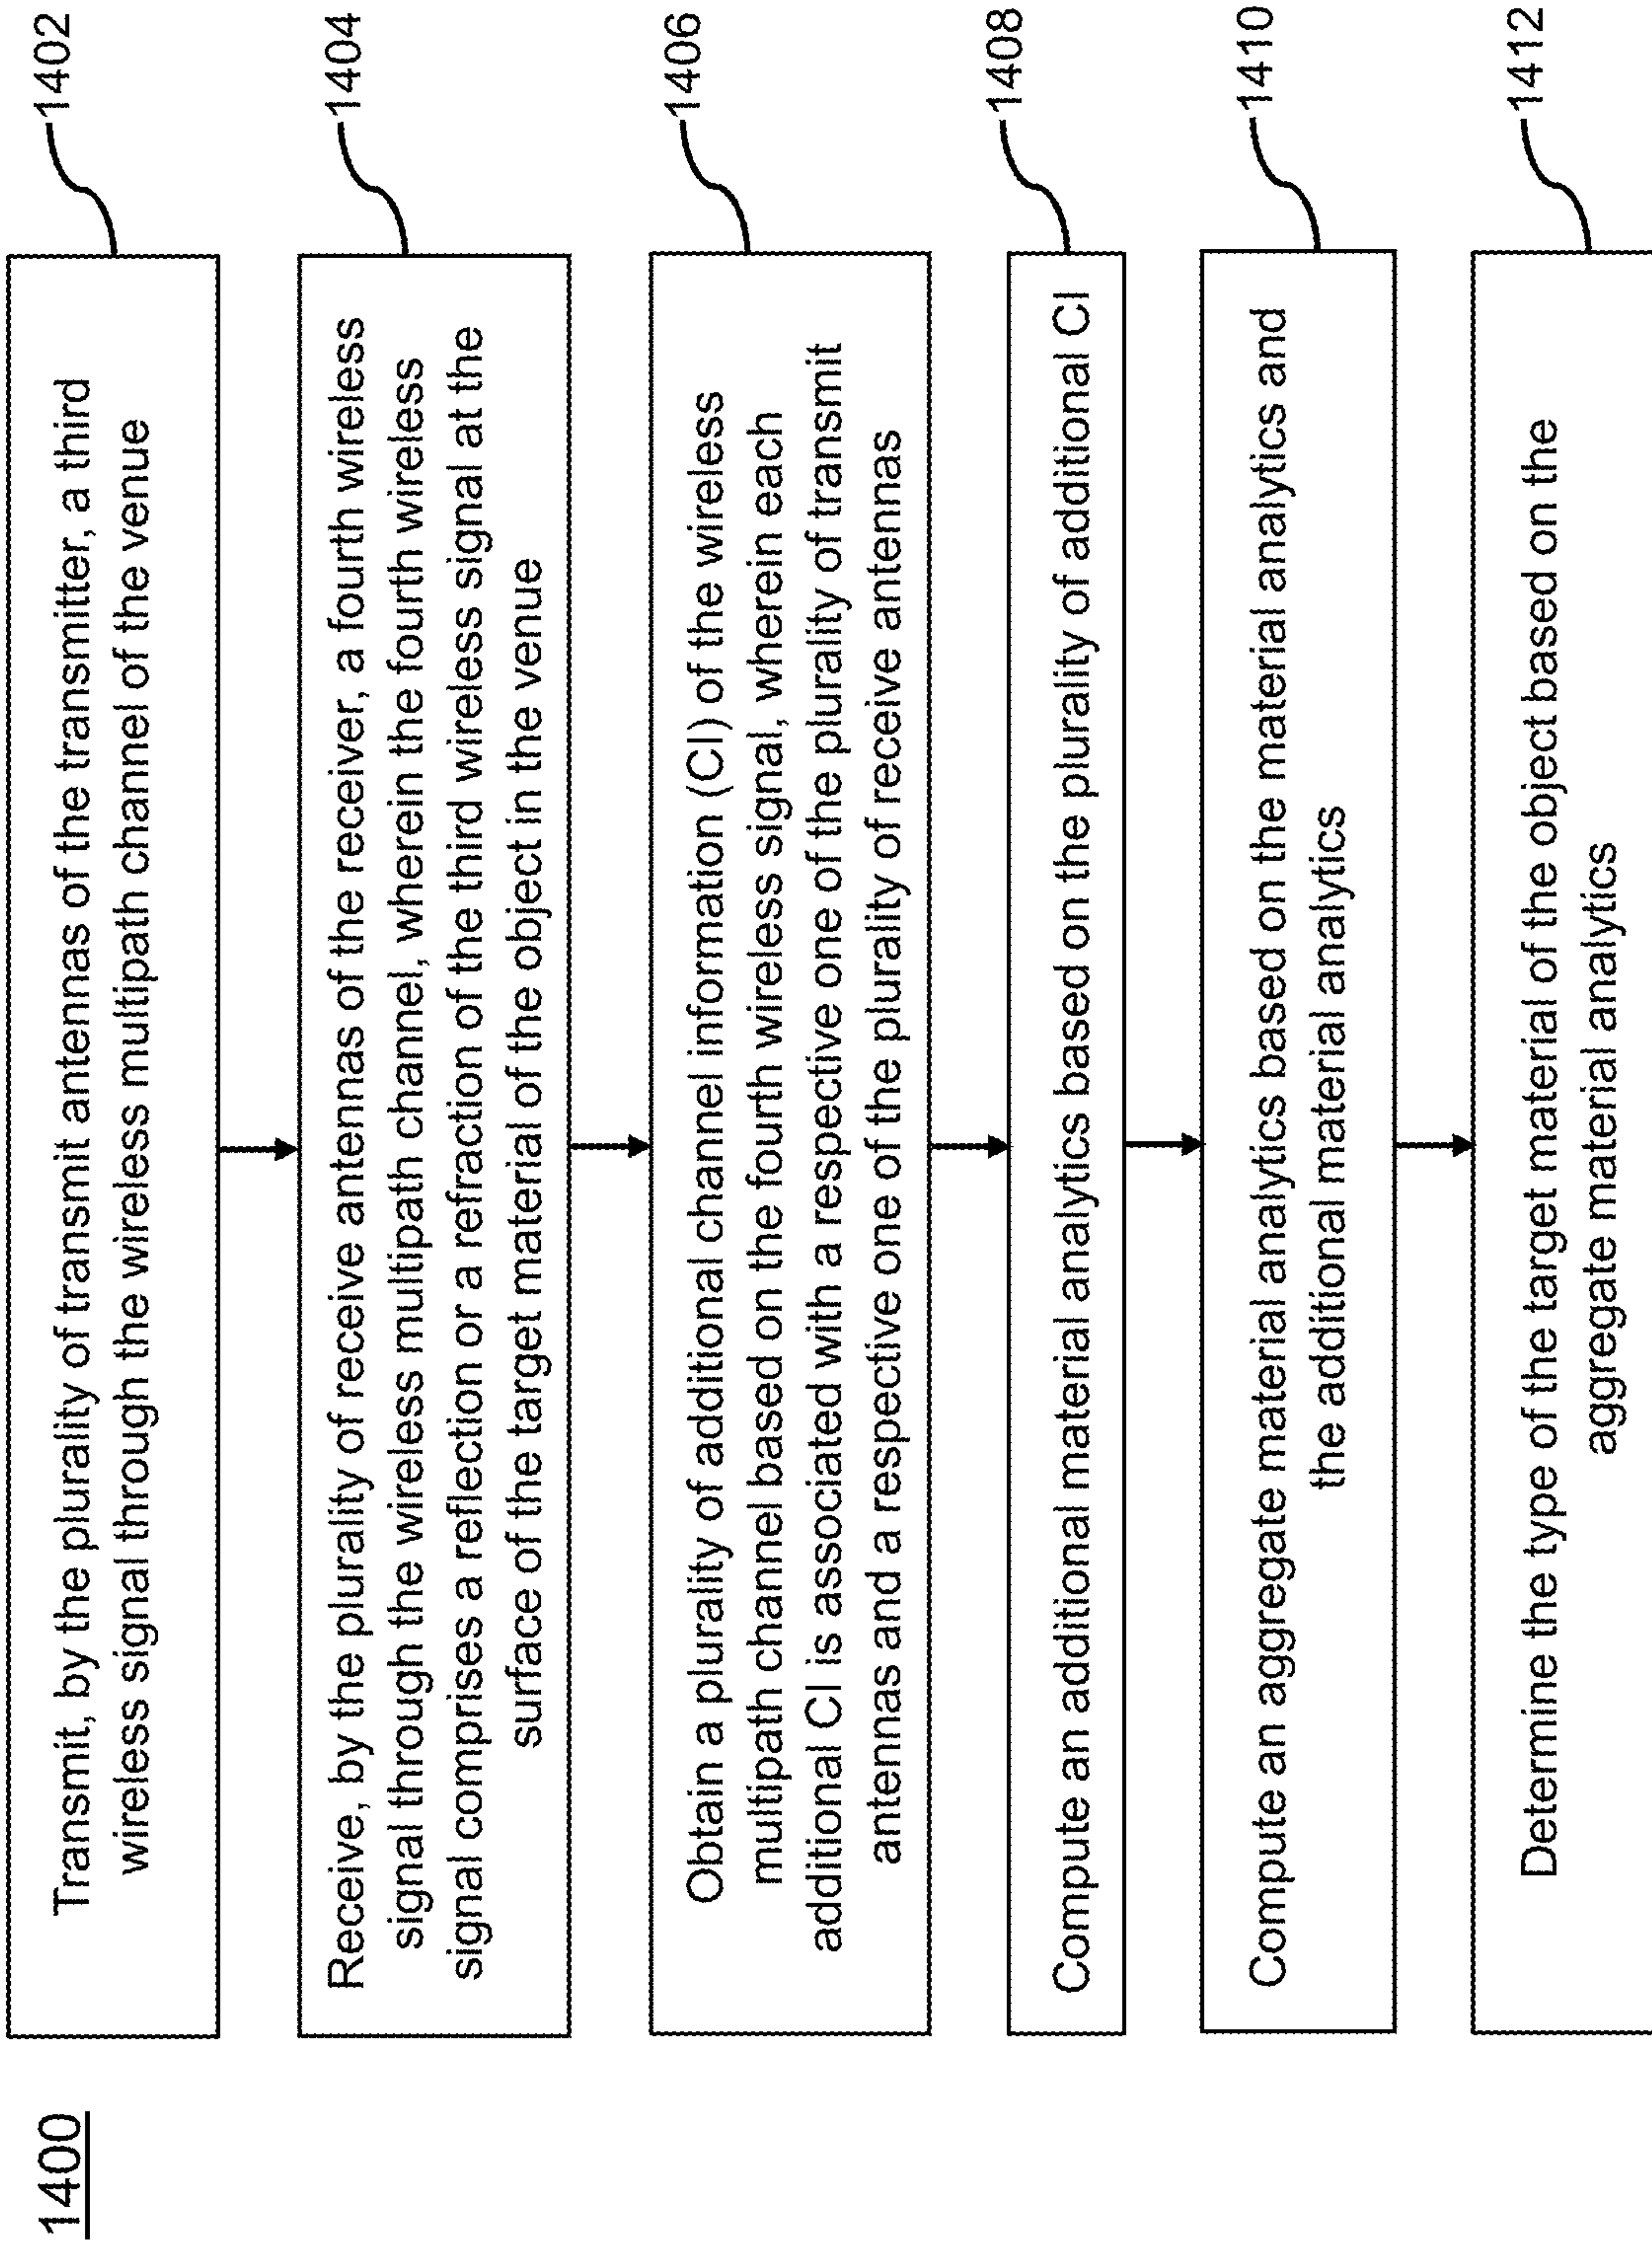 1400
Transmit, by the plurality of transmit antennas of the transmitter, a third
wireless signal through the wireless multipath channel of the venue
1402
Receive, by the plurality of receive antennas of the receiver, a fourth wireless
signal through the wireless multipath channel, wherein the fourth wireless
signal comprises a reflection or a refraction of the third wireless signal at the
surface of the target material of the object in the venue
1404
Obtain a plurality of additional channel information (CI) of the wireless
multipath channel based on the fourth wireless signal, wherein each
additional CI is associated with a respective one of the plurality of transmit
antennas and a respective one of the plurality of receive antennas
1406
Compute an additional material analytics based on the plurality of additional CI
1408
Compute an aggregate material analytics based on the material analytics and
the additional material analytics
1410
Determine the type of the target material of the object based on the
aggregate material analytics
1412